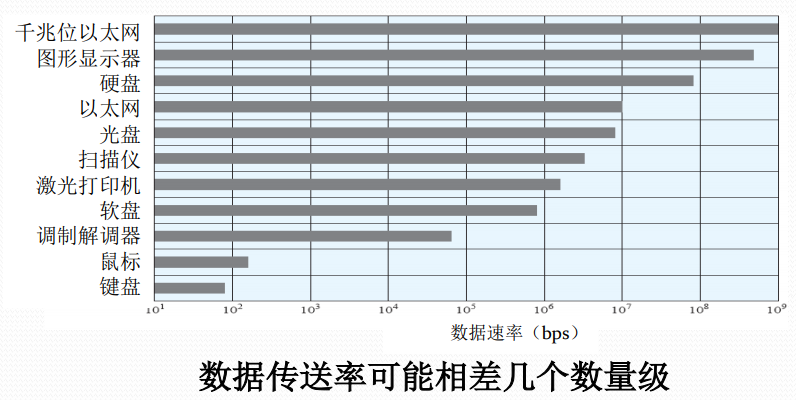 千兆位以太网
图形显示器
硬盘
以太网
光盘
扫描仪
激光打印机
软盘
调制解调器
鼠标
键盘
10¹ 10² 10³ 10⁴ 10⁵ 10⁶ 10⁷ 10⁸ 10⁹
数据速率（bps）
数据传送率可能相差几个数量级